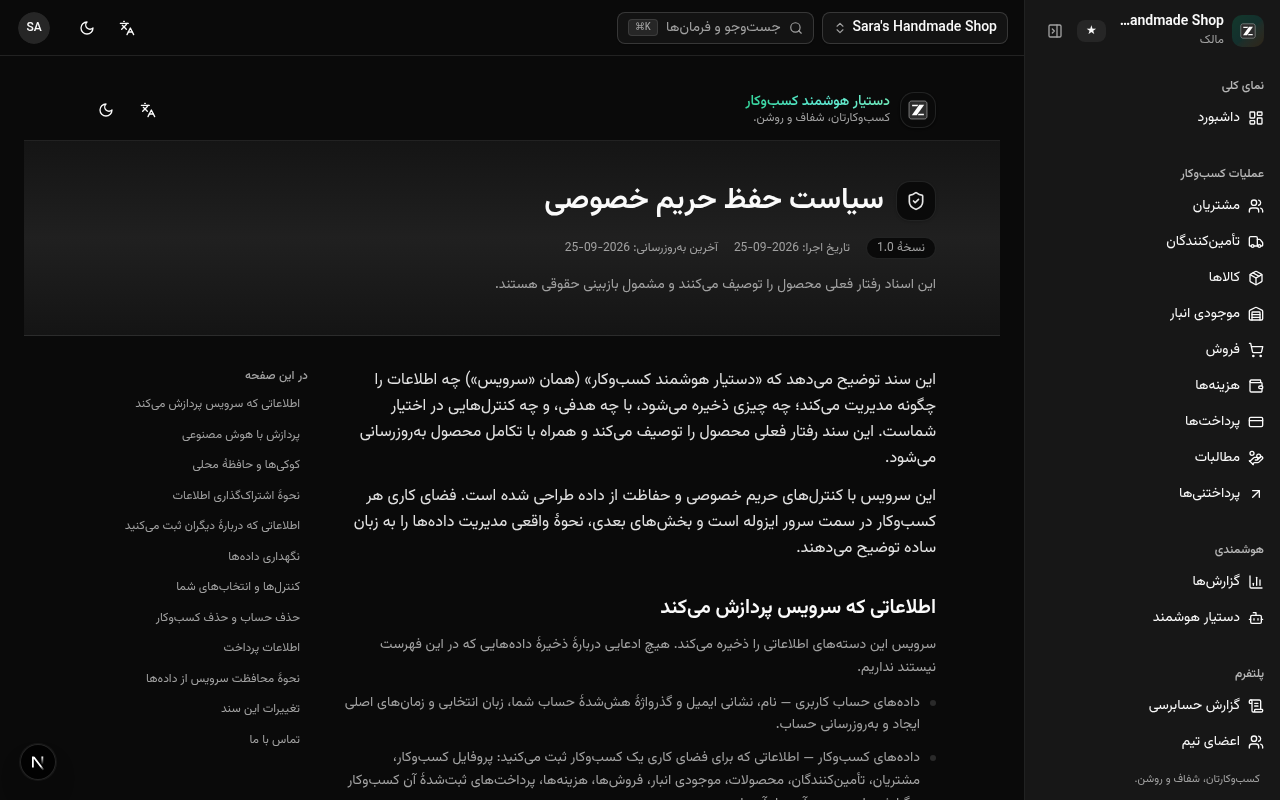 ...andmade Shop
مالک
★
نمای کلی
داشبورد
عملیات کسب‌وکار
مشتریان
تأمین‌کنندگان
کالاها
موجودی انبار
فروش
هزینه‌ها
پرداخت‌ها
مطالبات
پرداختنی‌ها
هوشمندی
گزارش‌ها
دستیار هوشمند
پلتفرم
گزارش حسابرسی
اعضای تیم
کسب‌وکارتان، شفاف و روشن.
Sara's Handmade Shop
جست‌وجو و فرمان‌ها ⌘K
SA
دستیار هوشمند کسب‌وکار
کسب‌وکارتان، شفاف و روشن.
سیاست حفظ حریم خصوصی
نسخهٔ 1.0 تاریخ اجرا: 2026-09-25 آخرین به‌روزرسانی: 2026-09-25
این اسناد رفتار فعلی محصول را توصیف می‌کنند و مشمول بازبینی حقوقی هستند.
این سند توضیح می‌دهد که «دستیار هوشمند کسب‌وکار» (همان «سرویس») چه اطلاعات را
چگونه مدیریت می‌کند؛ چه چیزی ذخیره می‌شود، با چه هدفی، و چه کنترل‌هایی در اختیار
شماست. این سند رفتار فعلی محصول را توصیف می‌کند و همراه با تکامل محصول به‌روزرسانی
می‌شود.
این سرویس با کنترل‌های حریم خصوصی و حفاظت از داده طراحی شده است. فضای کاری هر
کسب‌وکار در سمت سرور ایزوله است و بخش‌های بعدی، نحوهٔ واقعی مدیریت داده‌ها را به زبان
ساده توضیح می‌دهند.
اطلاعاتی که سرویس پردازش می‌کند
سرویس این دسته‌های اطلاعاتی را ذخیره می‌کند. هیچ ادعایی دربارهٔ ذخیرهٔ داده‌هایی که در این فهرست
نیستند نداریم.
داده‌های حساب کاربری — نام، نشانی ایمیل و گذرواژهٔ هش‌شدهٔ حساب شما، زبان انتخابی و زمان‌های اصلی
ایجاد و به‌روزرسانی حساب.
داده‌های کسب‌وکار — اطلاعاتی که برای فضای کاری یک کسب‌وکار ثبت می‌کنید: پروفایل کسب‌وکار،
مشتریان، تأمین‌کنندگان، محصولات، موجودی انبار، فروش‌ها، هزینه‌ها، پرداخت‌های ثبت‌شدهٔ آن کسب‌وکار
در این صفحه
اطلاعاتی که سرویس پردازش می‌کند
پردازش با هوش مصنوعی
کوکی‌ها و حافظهٔ محلی
نحوهٔ اشتراک‌گذاری اطلاعات
اطلاعاتی که دربارهٔ دیگران ثبت می‌کنید
نگهداری داده‌ها
کنترل‌ها و انتخاب‌های شما
حذف حساب و حذف کسب‌وکار
اطلاعات پرداخت
نحوهٔ محافظت سرویس از داده‌ها
تغییرات این سند
تماس با ما